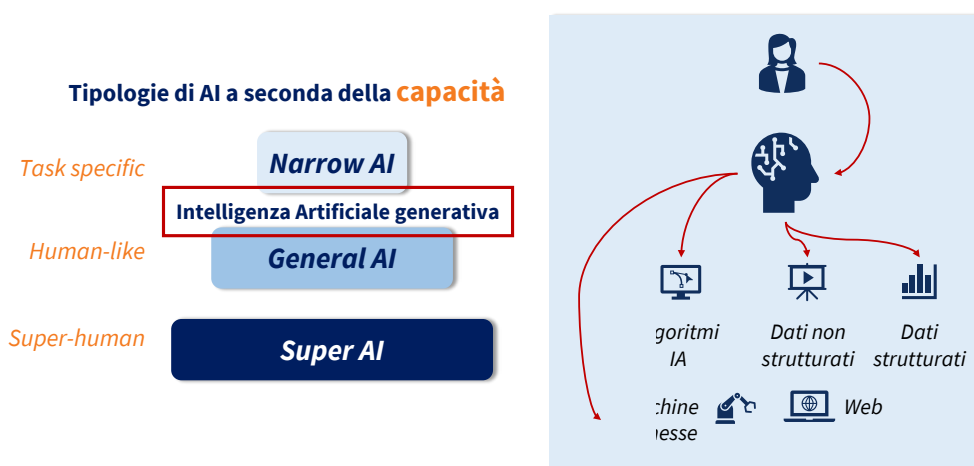 Tipologie di AI a seconda della capacità
Task specific
Narrow AI
Intelligenza Artificiale generativa
Human-like
General AI
Super-human
Super AI
IA
Dati non
strutturati
Dati
strutturati
Web